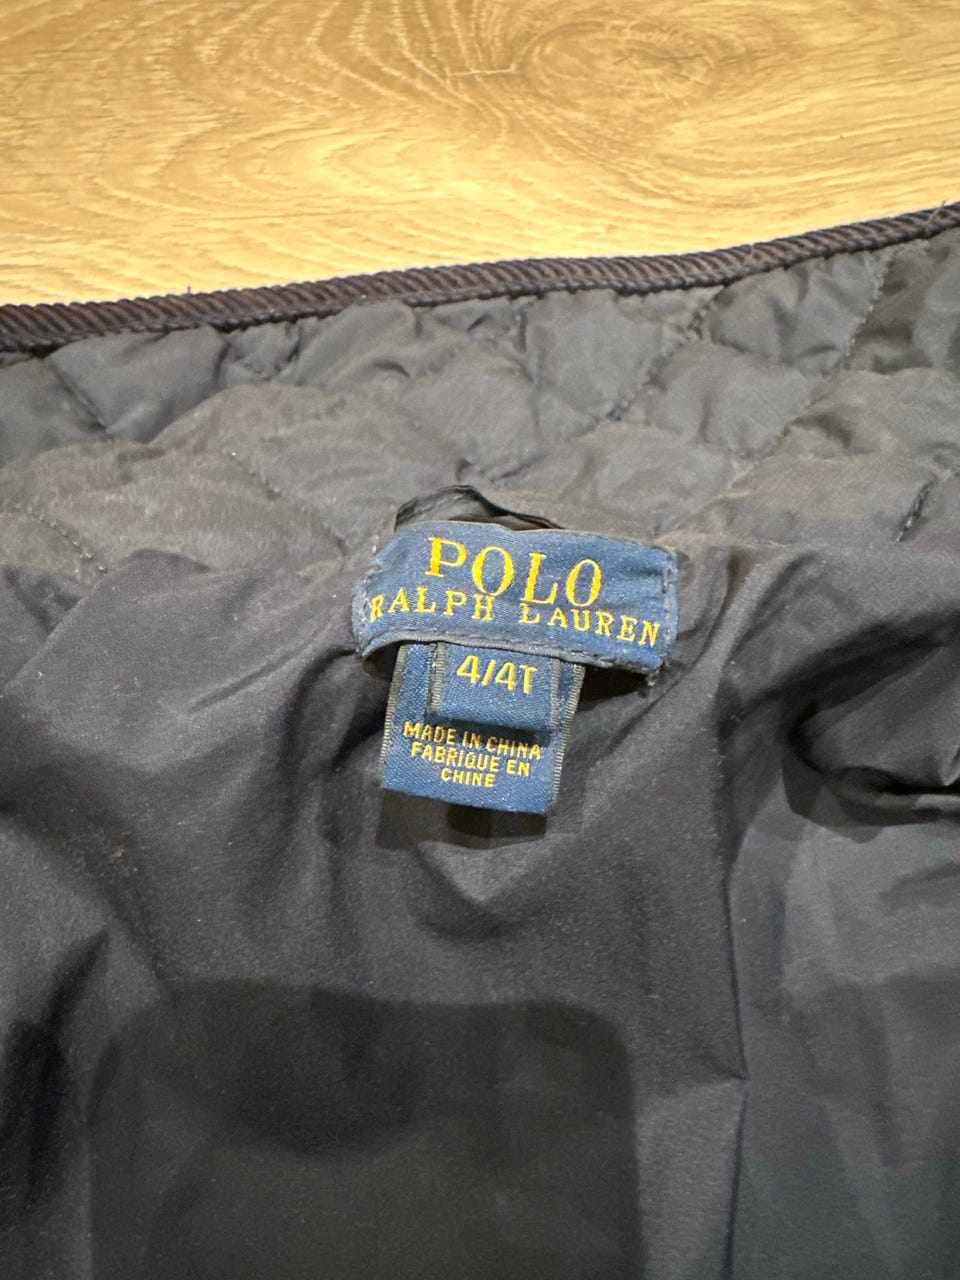 POLO
RALPH LAUREN
4/4T
MADE IN CHINA
FABRIQUE EN
CHINE